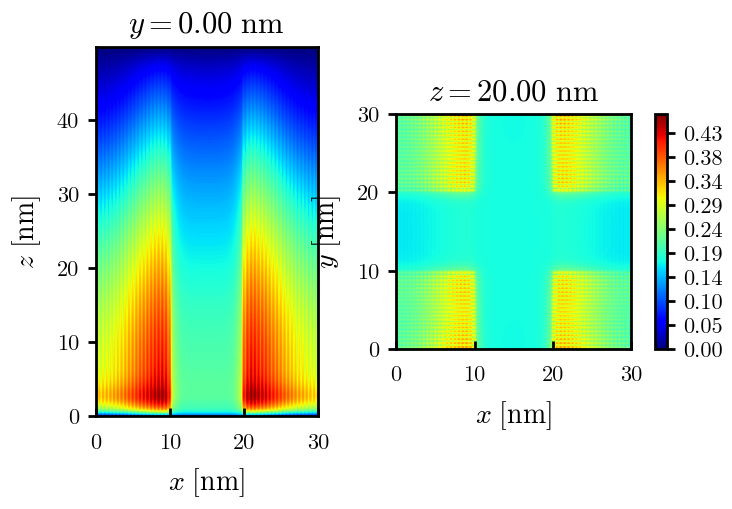 y = 0.00 nm
z [nm]
40
30
20
10
0
0 10 20 30
x [nm]
z = 20.00 nm
y [nm]
30
20
10
0
0 10 20 30
x [nm]
0.43
0.38
0.34
0.29
0.24
0.19
0.14
0.10
0.05
0.00